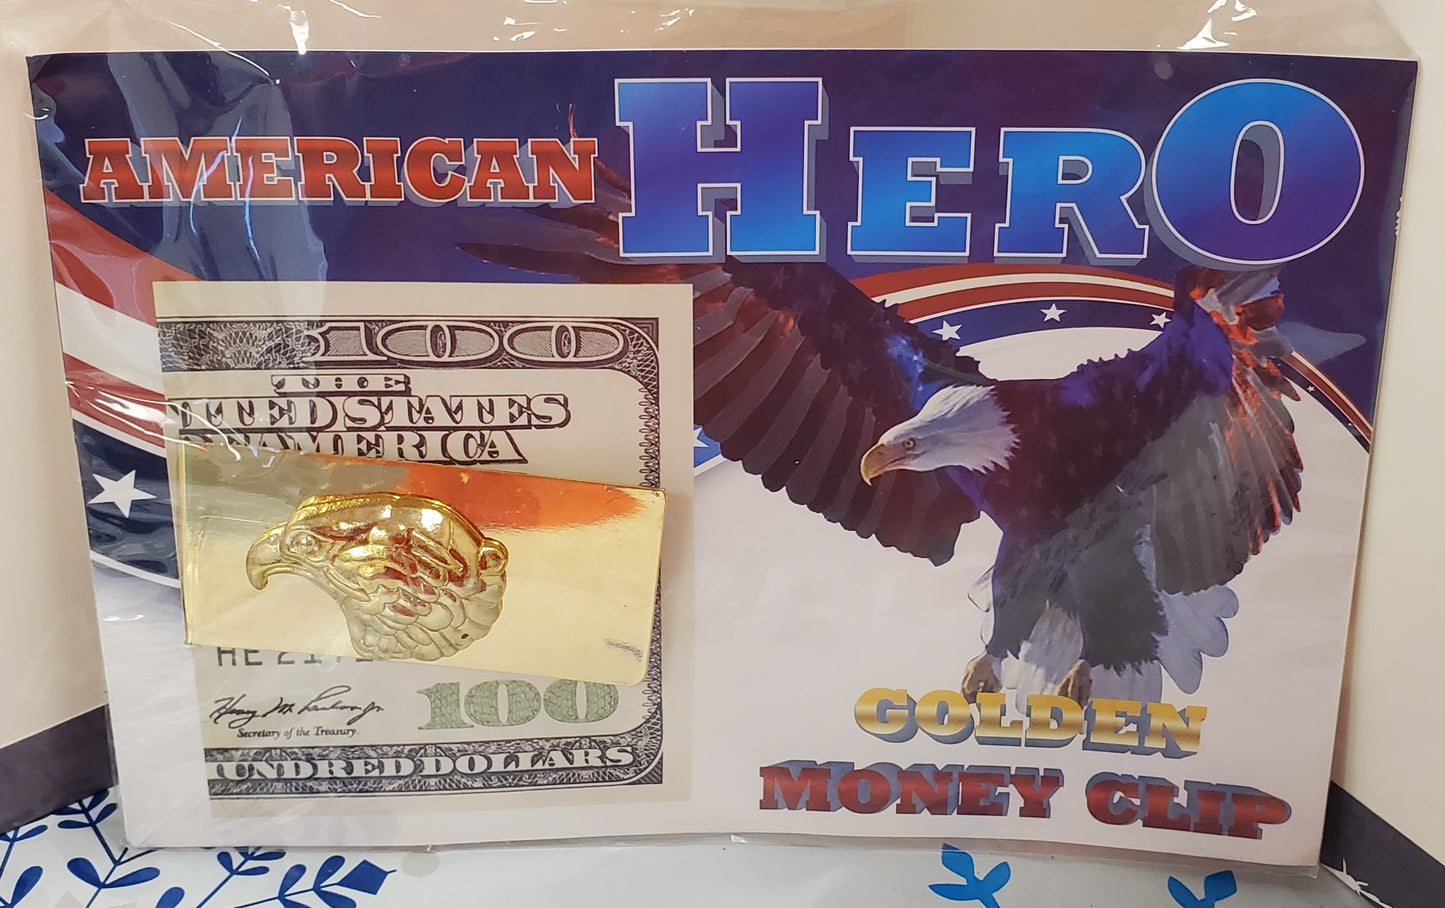 AMERICAN HERO
100
THE
UNITED STATES
OF AMERICA
Secretary of the Treasury.
100
HUNDRED DOLLARS
GOLDEN
MONEY CLIP